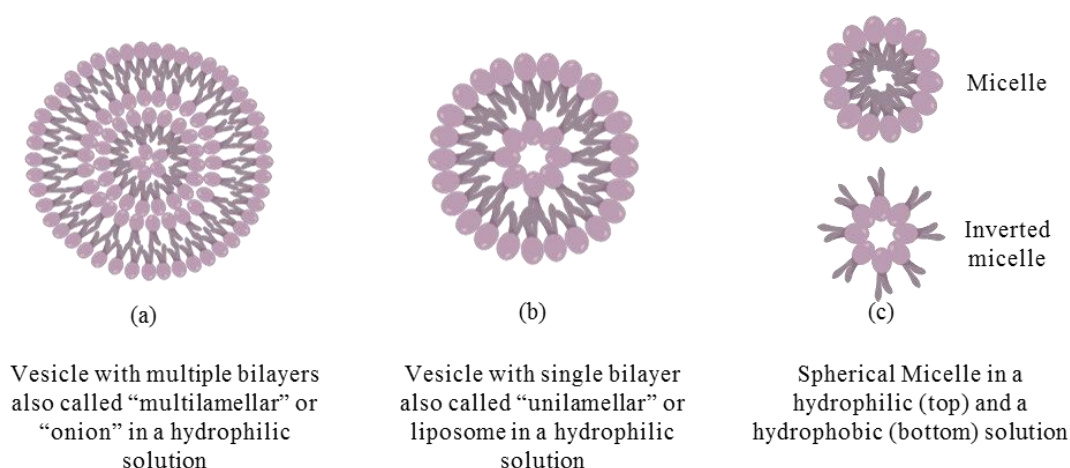 Micelle
Inverted
micelle
(a)
(b)
(c)
Vesicle with multiple bilayers
also called “multilamellar” or
“onion” in a hydrophilic
solution
Vesicle with single bilayer
also called “unilamellar” or
liposome in a hydrophilic
solution
Spherical Micelle in a
hydrophilic (top) and a
hydrophobic (bottom) solution